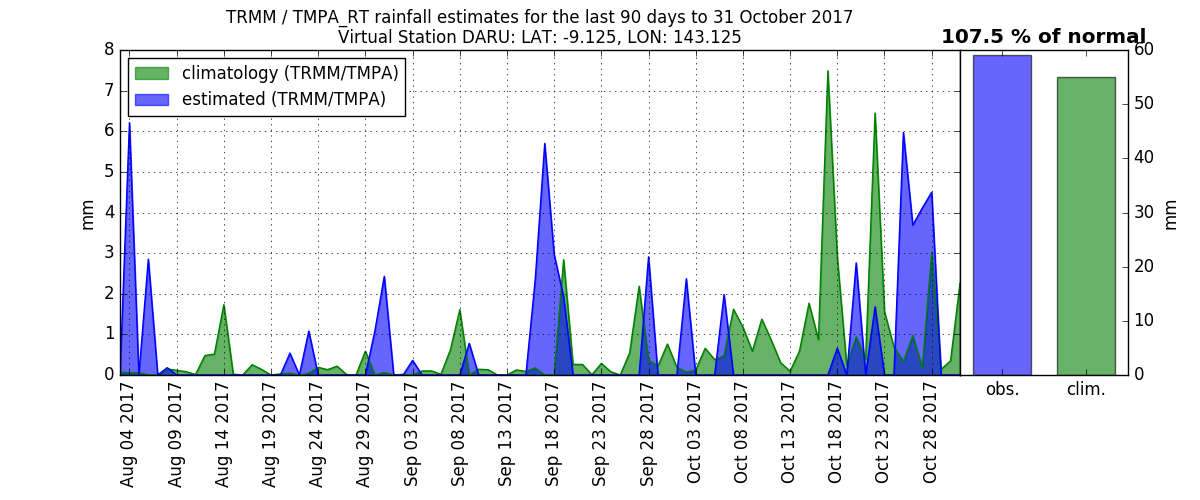 TRMM / TMPA_RT rainfall estimates for the last 90 days to 31 October 2017
Virtual Station DARU: LAT: -9.125, LON: 143.125
107.5 % of normal
climatology (TRMM/TMPA)
estimated (TRMM/TMPA)
8
7
6
5
4
3
2
1
0
mm
60
50
40
30
20
10
0
mm
Aug 04 2017
Aug 09 2017
Aug 14 2017
Aug 19 2017
Aug 24 2017
Aug 29 2017
Sep 03 2017
Sep 08 2017
Sep 13 2017
Sep 18 2017
Sep 23 2017
Sep 28 2017
Oct 03 2017
Oct 08 2017
Oct 13 2017
Oct 18 2017
Oct 23 2017
Oct 28 2017
obs.
clim.